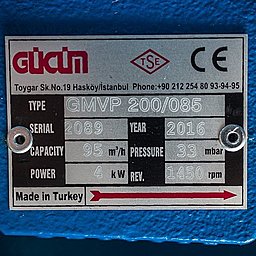 GÜÇÜM TSE CE
Toygar Sk.No.19 Hasköy/İstanbul Phone:+90 212 254 80 93-94-95
TYPE GMVP 200/085
SERIAL 2089 YEAR 2016
CAPACITY 95 m³/h PRESSURE 33 mbar
POWER 4 kW REV. 1450 rpm
Made in Turkey